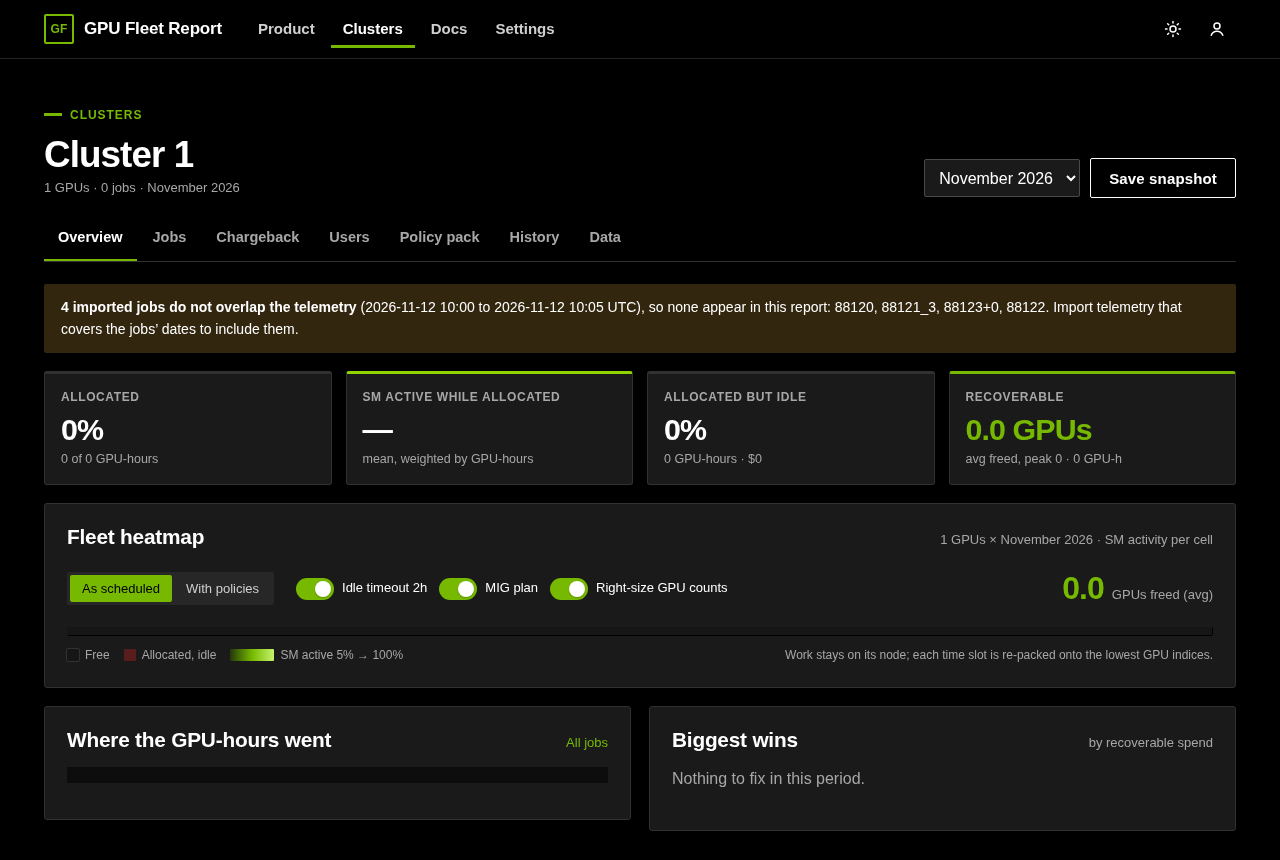 GF GPU Fleet Report Product Clusters Docs Settings
CLUSTERS
Cluster 1
1 GPUs · 0 jobs · November 2026
November 2026 Save snapshot
Overview Jobs Chargeback Users Policy pack History Data
4 imported jobs do not overlap the telemetry (2026-11-12 10:00 to 2026-11-12 10:05 UTC), so none appear in this report: 88120, 88121_3, 88123+0, 88122. Import telemetry that
covers the jobs’ dates to include them.
ALLOCATED
0%
0 of 0 GPU-hours
SM ACTIVE WHILE ALLOCATED
—
mean, weighted by GPU-hours
ALLOCATED BUT IDLE
0%
0 GPU-hours · $0
RECOVERABLE
0.0 GPUs
avg freed, peak 0 · 0 GPU-h
Fleet heatmap 1 GPUs × November 2026 · SM activity per cell
As scheduled With policies Idle timeout 2h MIG plan Right-size GPU counts 0.0 GPUs freed (avg)
Free Allocated, idle SM active 5% → 100% Work stays on its node; each time slot is re-packed onto the lowest GPU indices.
Where the GPU-hours went All jobs
Biggest wins by recoverable spend
Nothing to fix in this period.